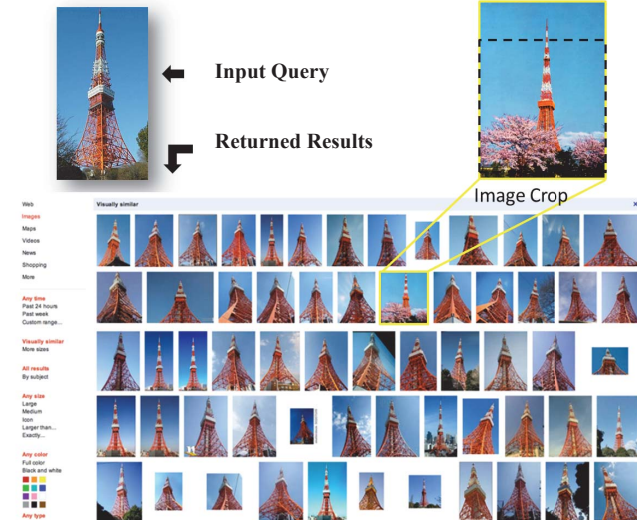 Input Query
Returned Results
Image Crop
Web
Visually similar
×
Images
Maps
Videos
News
Shopping
More
Any time
Past 24 hours
Past week
Custom range...
Visually similar
More sizes
All results
By subject
Any size
Large
Medium
Icon
Larger than...
Exactly...
Any color
Full color
Black and white
Any type